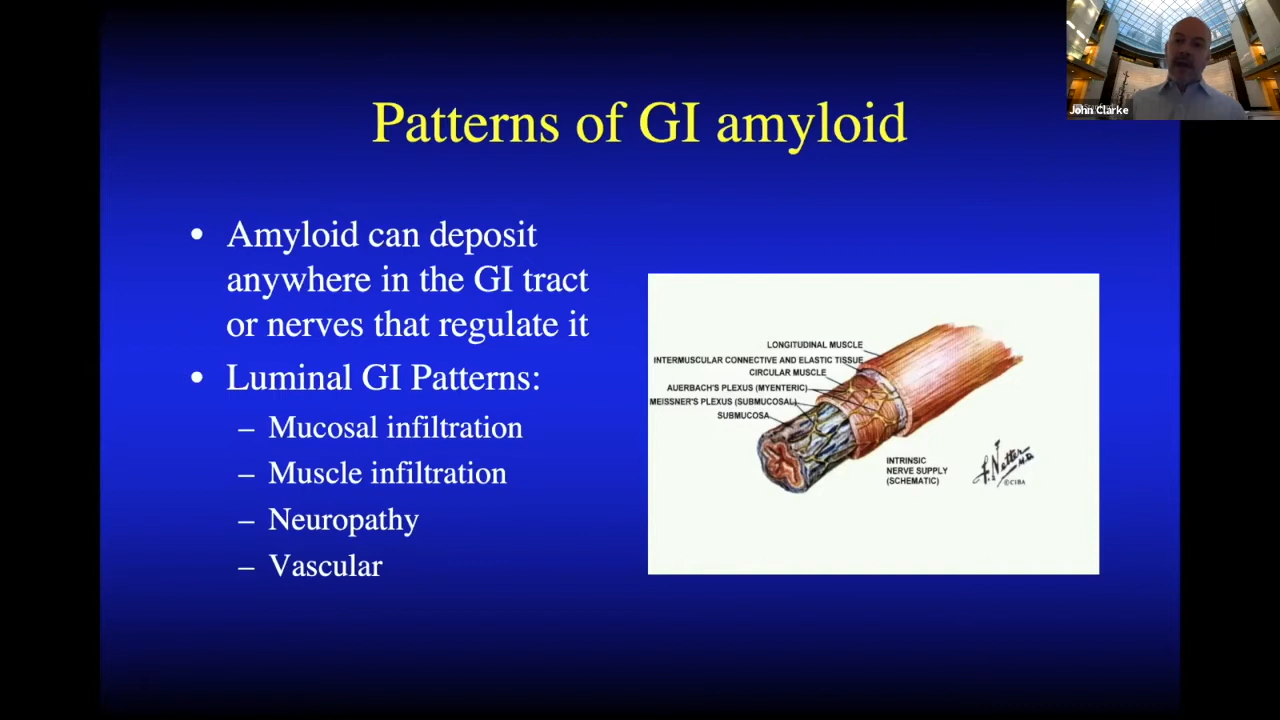 Patterns of GI amyloid
• Amyloid can deposit
anywhere in the GI tract
or nerves that regulate it
• Luminal GI Patterns:
– Mucosal infiltration
– Muscle infiltration
– Neuropathy
– Vascular
LONGITUDINAL MUSCLE
INTERMUSCULAR CONNECTIVE AND ELASTIC TISSUE
CIRCULAR MUSCLE
AUERBACH'S PLEXUS (MYENTERIC)
MEISSNER'S PLEXUS (SUBMUCOSAL)
SUBMUCOSA
INTRINSIC
NERVE SUPPLY
(SCHEMATIC)
F. Netter
M.D.
©CIBA
John Clarke